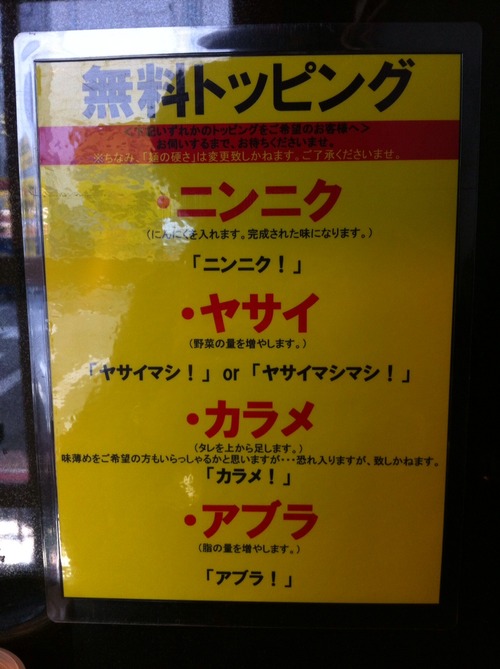 無料トッピング
＜下記いずれかのトッピングをご希望のお客様へ＞
お伺いするまで、お待ちくださいませ。
※ちなみ、「麺の硬さ」は変更致しかねます。ご了承くださいませ。
・ニンニク
（にんにくを入れます。完成された味になります。）
「ニンニク！」
・ヤサイ
（野菜の量を増やします。）
「ヤサイマシ！」 or 「ヤサイマシマシ！」
・カラメ
（タレを上から足します。）
味薄めをご希望の方もいらっしゃるかと思いますが・・・恐れ入りますが、致しかねます。
「カラメ！」
・アブラ
（脂の量を増やします。）
「アブラ！」